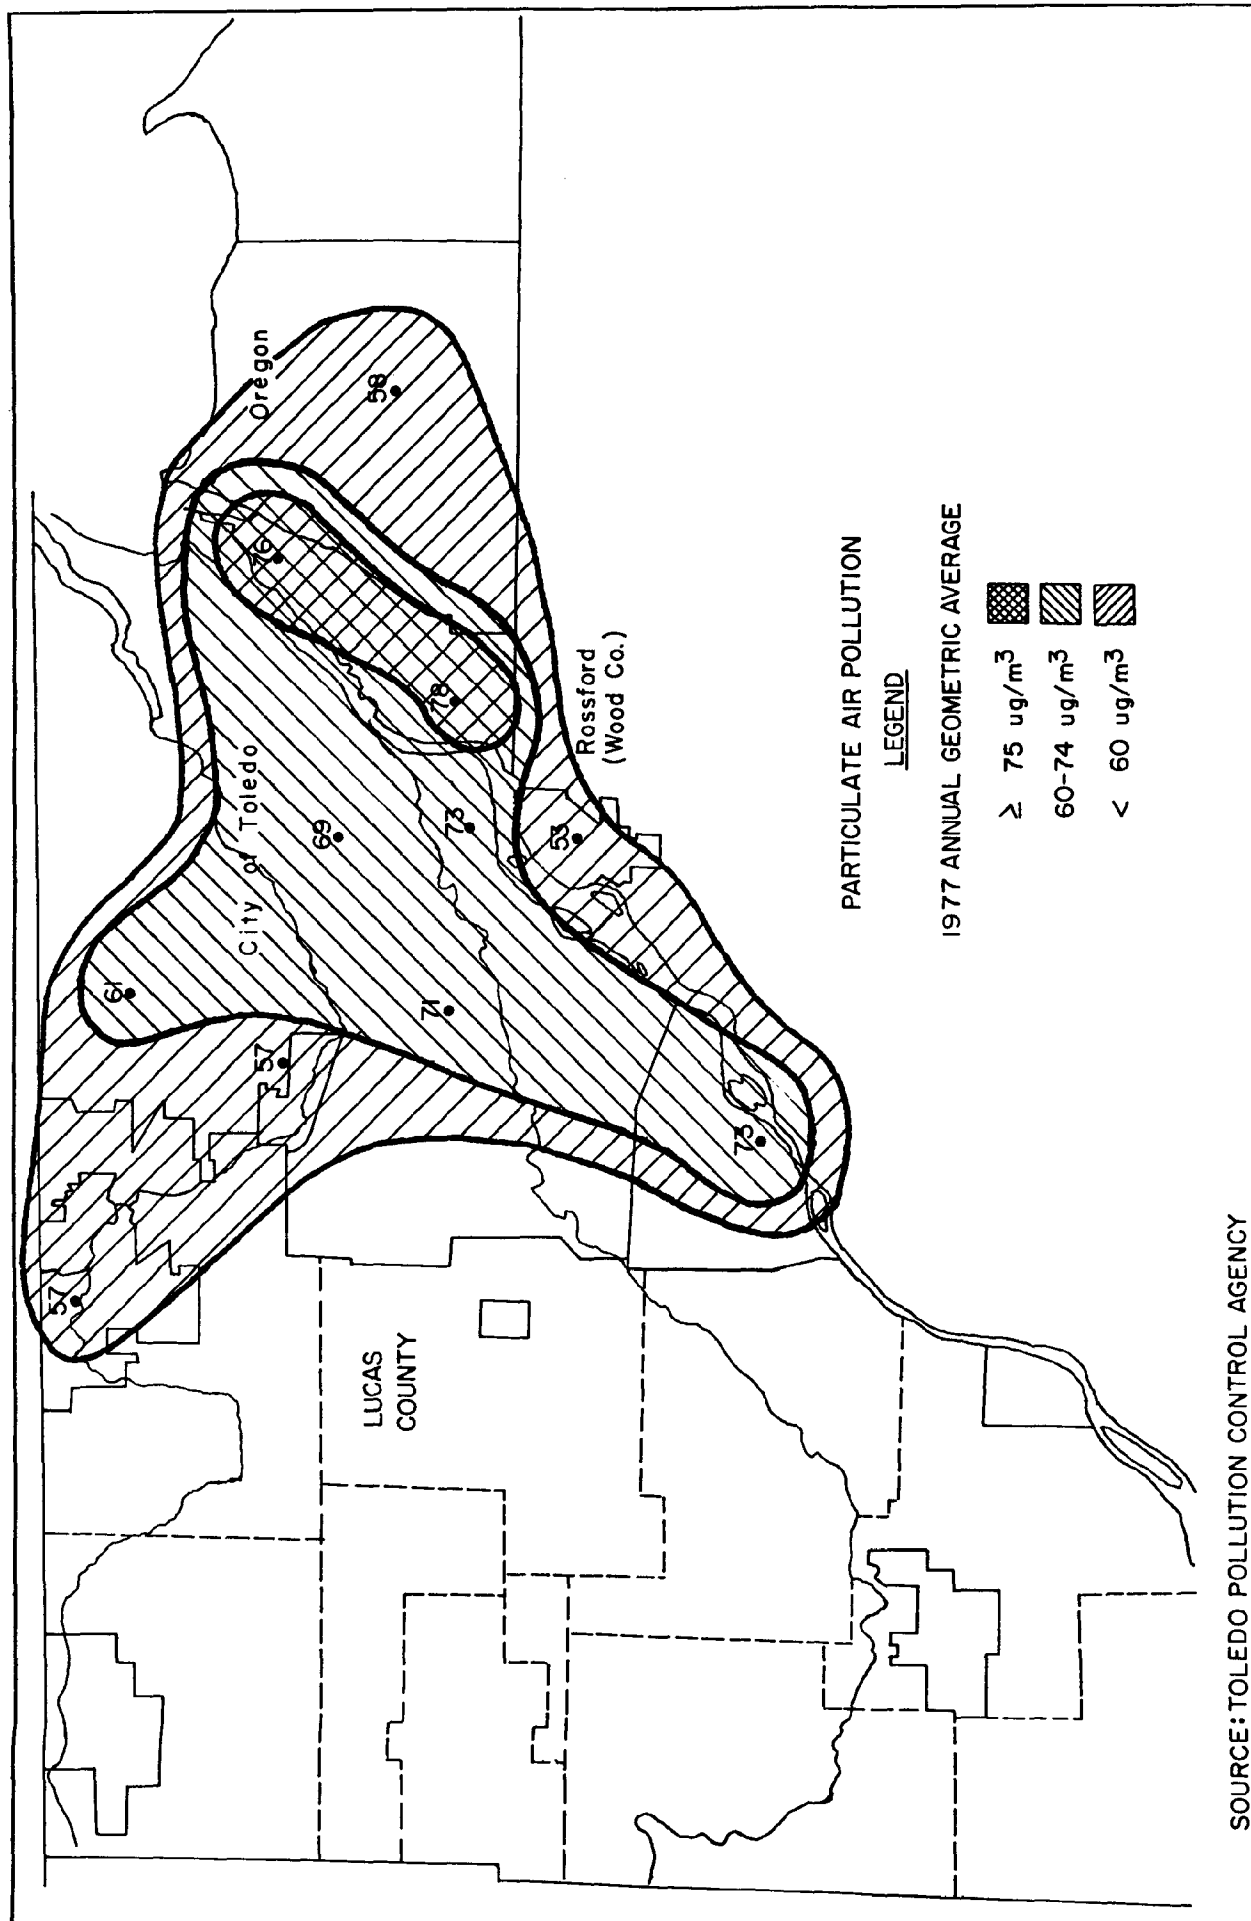 Oregon
58
76
78
City of Toledo
69
73
Rossford
(Wood Co.)
53
61
71
57
73
57
LUCAS
COUNTY
PARTICULATE AIR POLLUTION
LEGEND
1977 ANNUAL GEOMETRIC AVERAGE
≥ 75 ug/m³
60-74 ug/m³
< 60 ug/m³
SOURCE: TOLEDO POLLUTION CONTROL AGENCY